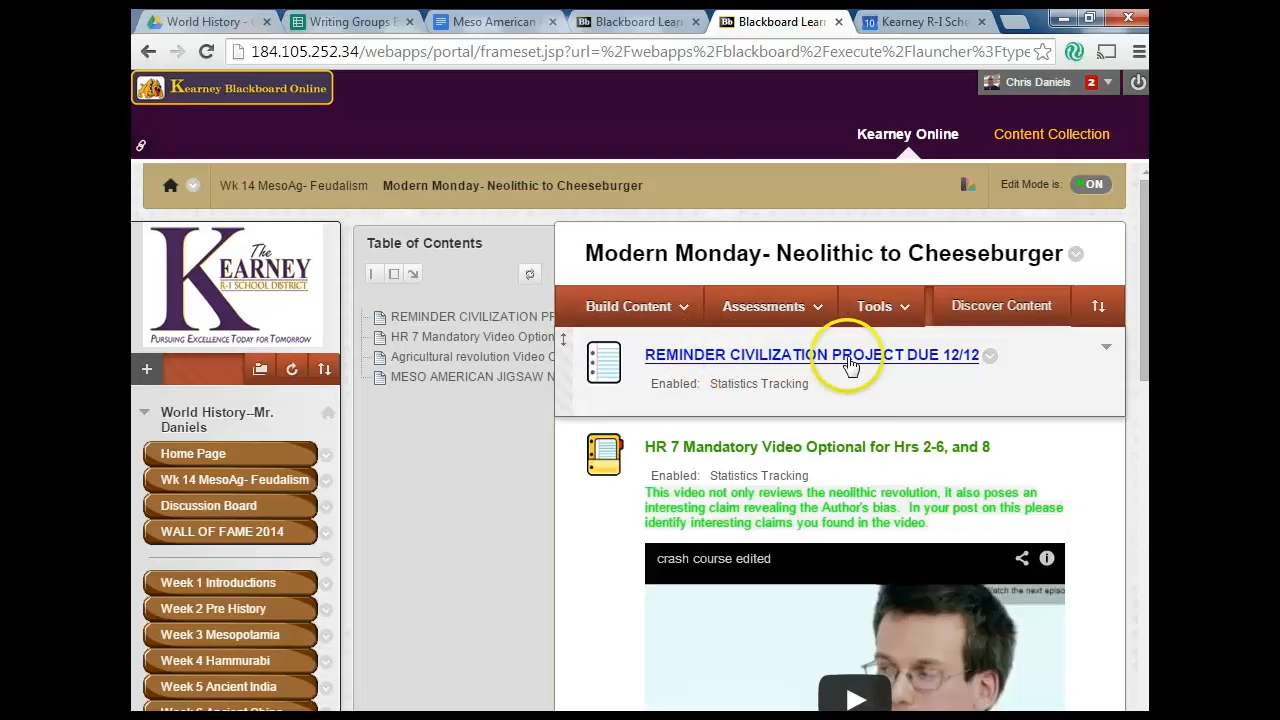 World History - C
Writing Groups E
Meso American
Blackboard Lear
Blackboard Lear
Kearney R-I Scho
184.105.252.34/webapps/portal/frameset.jsp?url=%2Fwebapps%2Fblackboard%2Fexecute%2Flauncher%3Ftype
Kearney Blackboard Online
Chris Daniels 2
Kearney Online
Content Collection
Wk 14 MesoAg- Feudalism
Modern Monday- Neolithic to Cheeseburger
Edit Mode is: ON
The
KEARNEY
R-I SCHOOL DISTRICT
PURSUING EXCELLENCE TODAY FOR TOMORROW
World History--Mr.
Daniels
Home Page
Wk 14 MesoAg- Feudalism
Discussion Board
WALL OF FAME 2014
Week 1 Introductions
Week 2 Pre History
Week 3 Mesopotamia
Week 4 Hammurabi
Week 5 Ancient India
Table of Contents
REMINDER CIVILIZATION PR
HR 7 Mandatory Video Option
Agricultural revolution Video C
MESO AMERICAN JIGSAW N
Modern Monday- Neolithic to Cheeseburger
Build Content
Assessments
Tools
Discover Content
REMINDER CIVILIZATION PROJECT DUE 12/12
Enabled: Statistics Tracking
HR 7 Mandatory Video Optional for Hrs 2-6, and 8
Enabled: Statistics Tracking
This video not only reviews the neolithic revolution, it also poses an
interesting claim revealing the Author's bias. In your post on this please
identify interesting claims you found in the video.
crash course edited
Watch the next episo